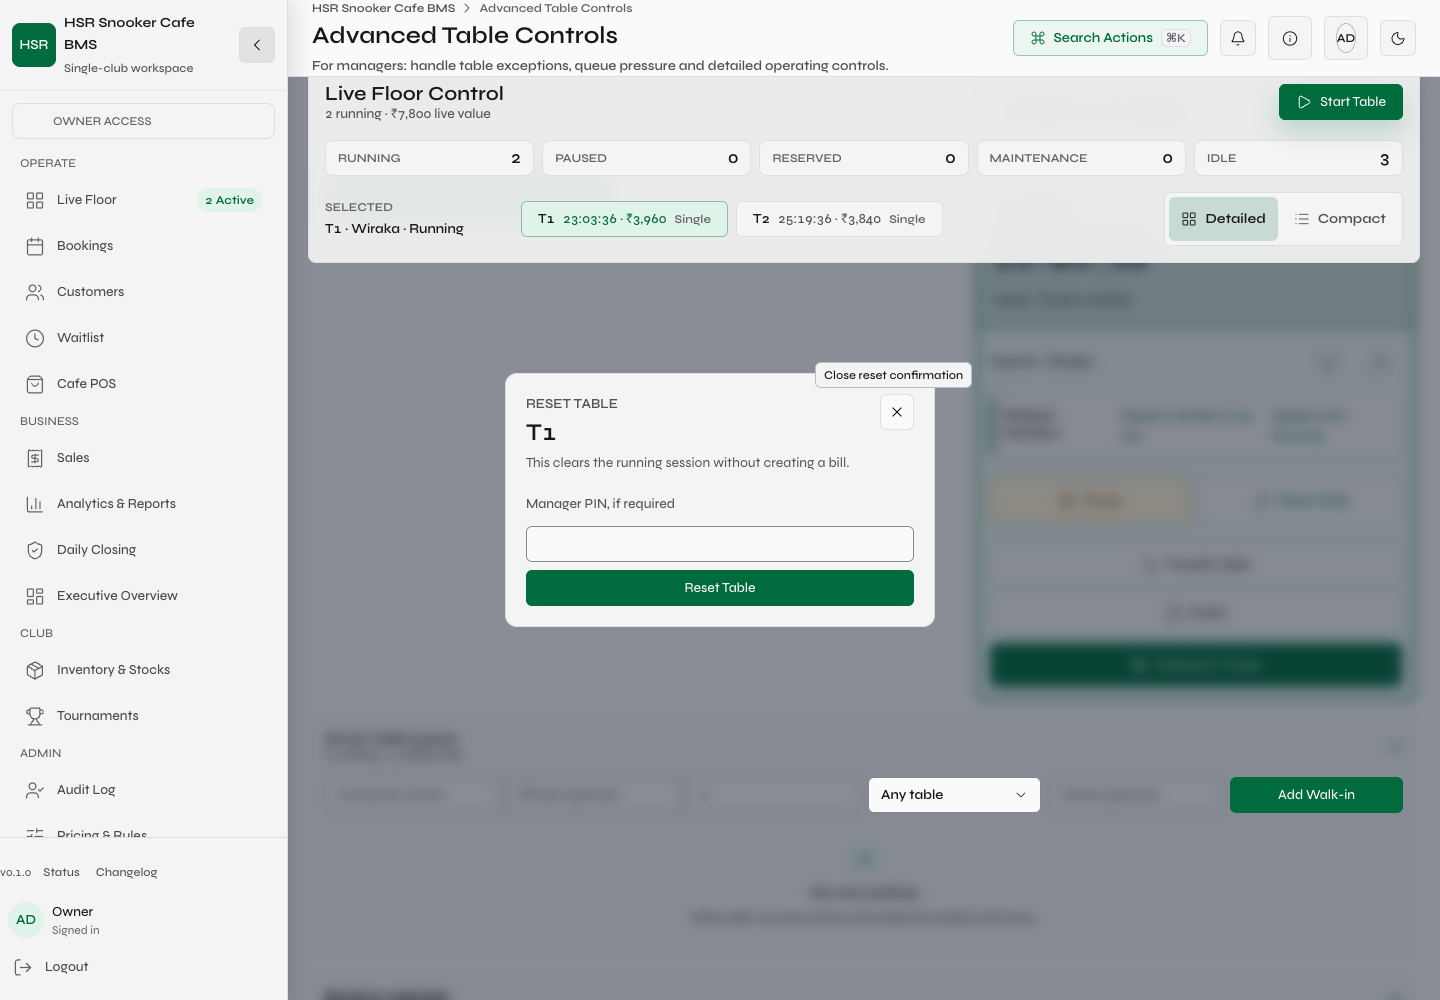 HSR
HSR Snooker Cafe
BMS
Single-club workspace
OWNER ACCESS
OPERATE
Live Floor
2 Active
Bookings
Customers
Waitlist
Cafe POS
BUSINESS
Sales
Analytics & Reports
Daily Closing
Executive Overview
CLUB
Inventory & Stocks
Tournaments
ADMIN
Audit Log
Pricing & Rules
v0.1.0 Status Changelog
AD
Owner
Signed in
Logout
HSR Snooker Cafe BMS > Advanced Table Controls
Advanced Table Controls
For managers: handle table exceptions, queue pressure and detailed operating controls.
Search Actions ⌘K
AD
Live Floor Control
2 running · ₹7,800 live value
Start Table
RUNNING 2
PAUSED 0
RESERVED 0
MAINTENANCE 0
IDLE 3
SELECTED
T1 · Wiraka · Running
T1 23:03:36 · ₹3,960 Single
T2 25:19:36 · ₹3,840 Single
Detailed
Compact
Close reset confirmation
RESET TABLE
T1
This clears the running session without creating a bill.
Manager PIN, if required
Reset Table
Any table
Add Walk-in